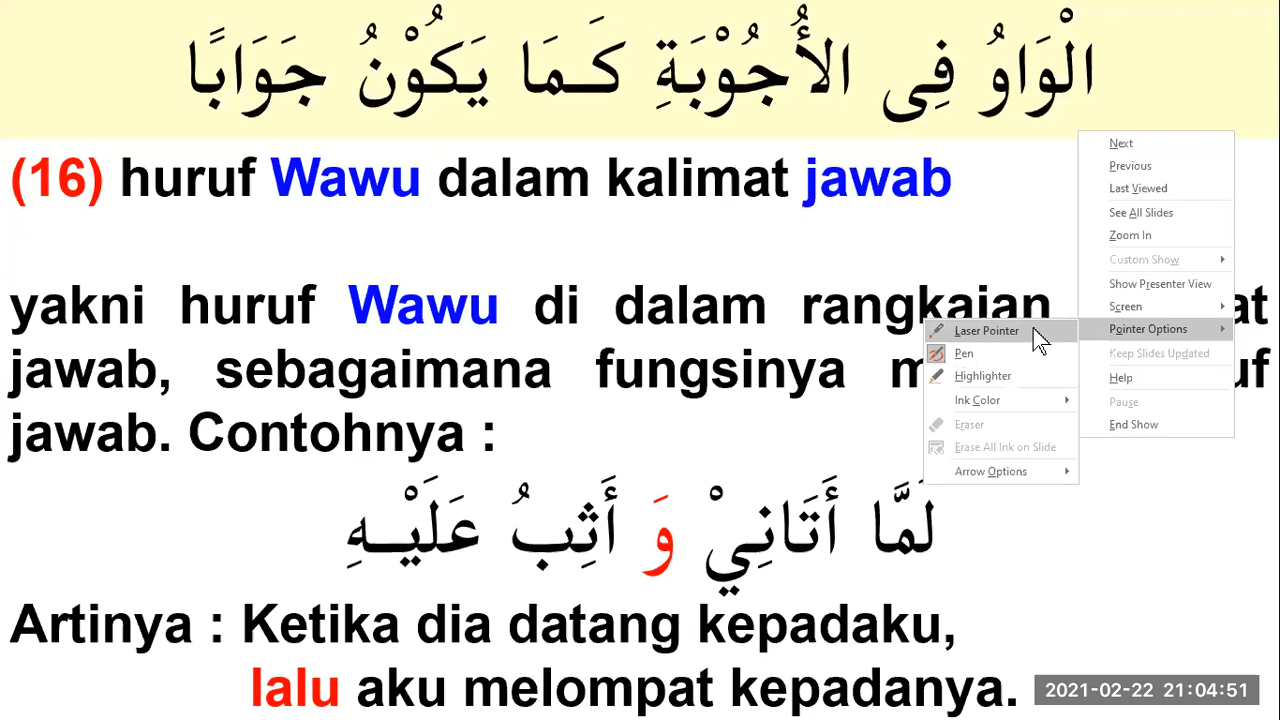 الْوَاوُ فِى الأُجُوْبَةِ كَمَا يَكُوْنُ جَوَابًا
(16) huruf Wawu dalam kalimat jawab
yakni huruf Wawu di dalam rangkaian at
jawab, sebagaimana fungsinya uf
jawab. Contohnya :
لَمَّا أَتَانِيْ وَ أَثِبُ عَلَيْهِ
Artinya : Ketika dia datang kepadaku,
lalu aku melompat kepadanya.
Next
Previous
Last Viewed
See All Slides
Zoom In
Custom Show
Show Presenter View
Screen
Pointer Options
Keep Slides Updated
Help
Pause
End Show
Laser Pointer
Pen
Highlighter
Ink Color
Eraser
Erase All Ink on Slide
Arrow Options
2021-02-22 21:04:51